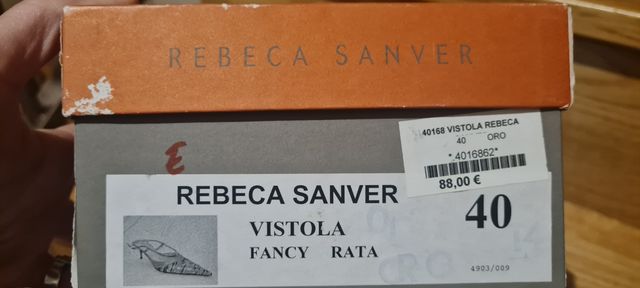 REBECA SANVER
40168 VISTOLA REBECA
40 ORO
*.4016862*
88,00 €
E
REBECA SANVER
VISTOLA
FANCY RATA
40
4903/009